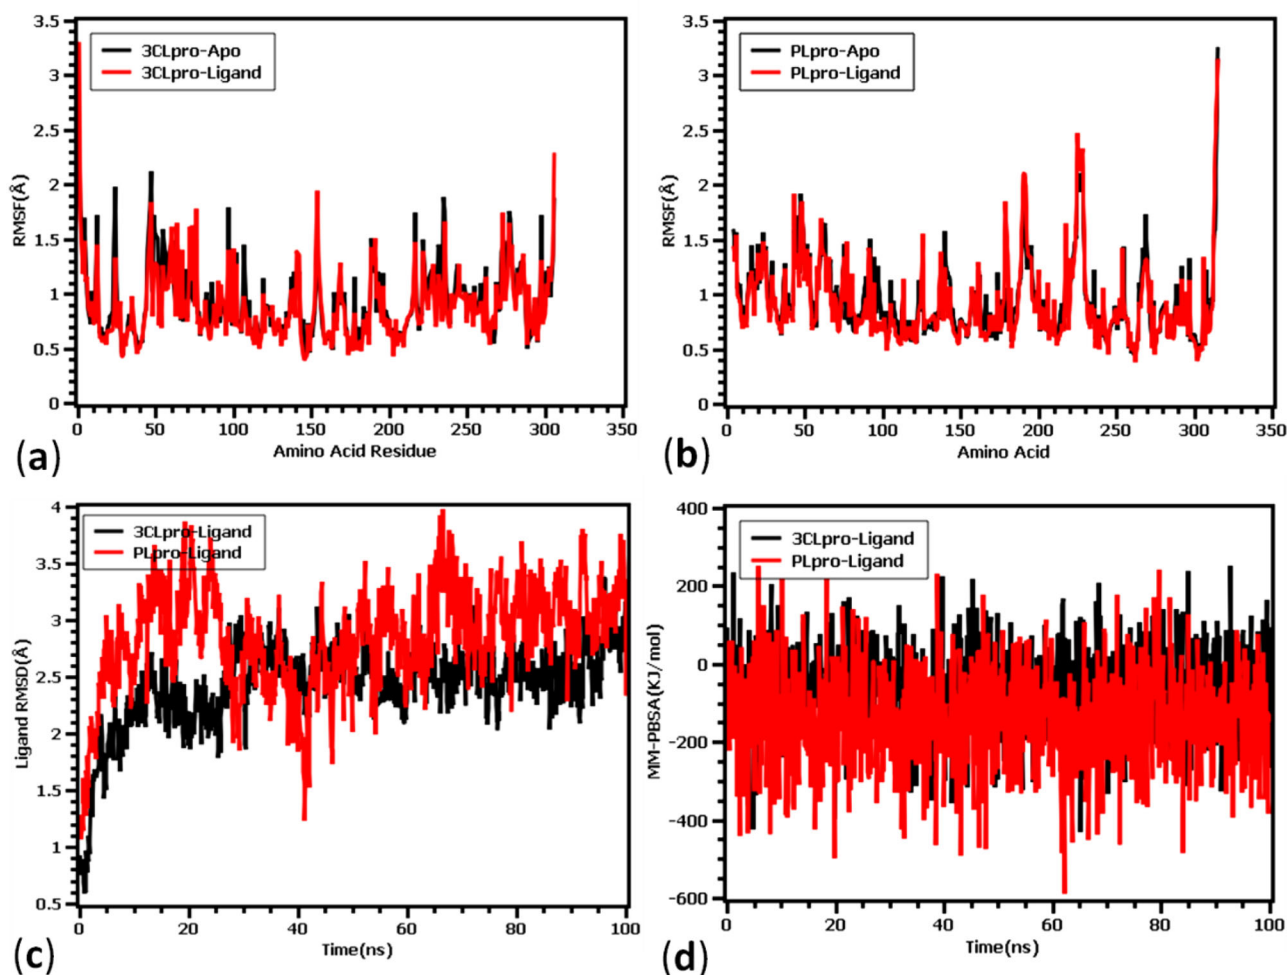 3.5
3
2.5
2
1.5
1
0.5
0
RMSF(Å)
3CLpro-Apo
3CLpro-Ligand
0 50 100 150 200 250 300 350
Amino Acid Residue
(a)
3.5
3
2.5
2
1.5
1
0.5
0
RMSF(Å)
PLpro-Apo
PLpro-Ligand
0 50 100 150 200 250 300 350
Amino Acid
(b)
4
3.5
3
2.5
2
1.5
1
0.5
Ligand RMSD(Å)
3CLpro-Ligand
PLpro-Ligand
0 20 40 60 80 100
Time(ns)
(c)
400
200
0
-200
-400
-600
MM-PBSA(KJ/mol)
3CLpro-Ligand
PLpro-Ligand
0 20 40 60 80 100
Time(ns)
(d)